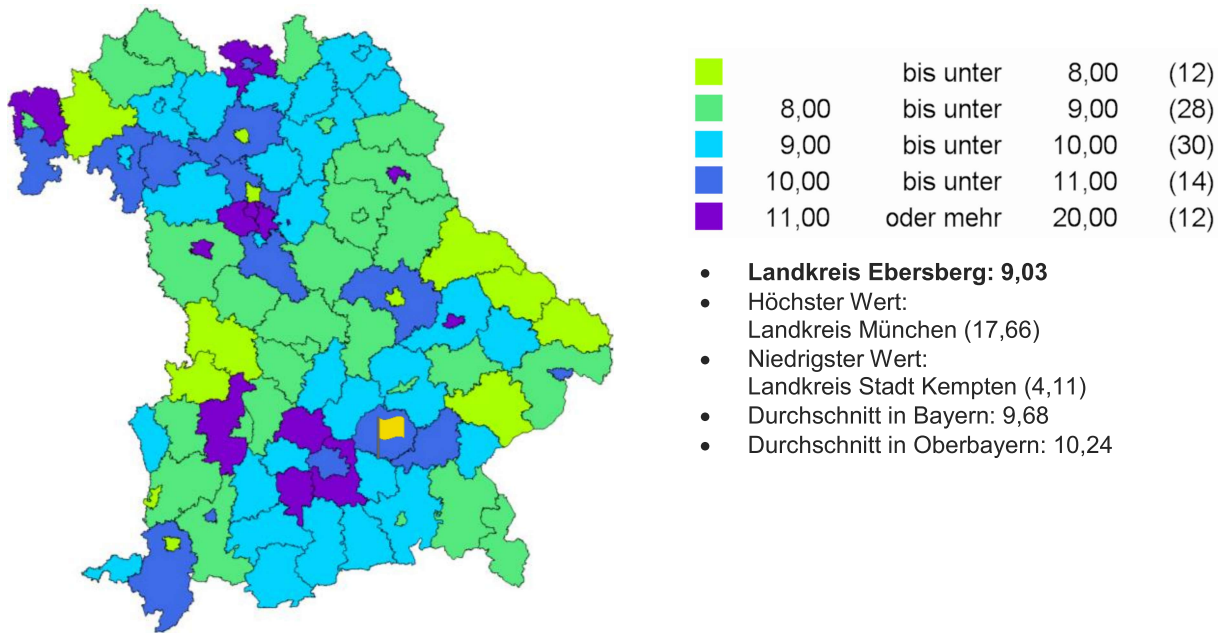 bis unter 8,00 (12)
8,00 bis unter 9,00 (28)
9,00 bis unter 10,00 (30)
10,00 bis unter 11,00 (14)
11,00 oder mehr 20,00 (12)
• Landkreis Ebersberg: 9,03
• Höchster Wert:
Landkreis München (17,66)
• Niedrigster Wert:
Landkreis Stadt Kempten (4,11)
• Durchschnitt in Bayern: 9,68
• Durchschnitt in Oberbayern: 10,24